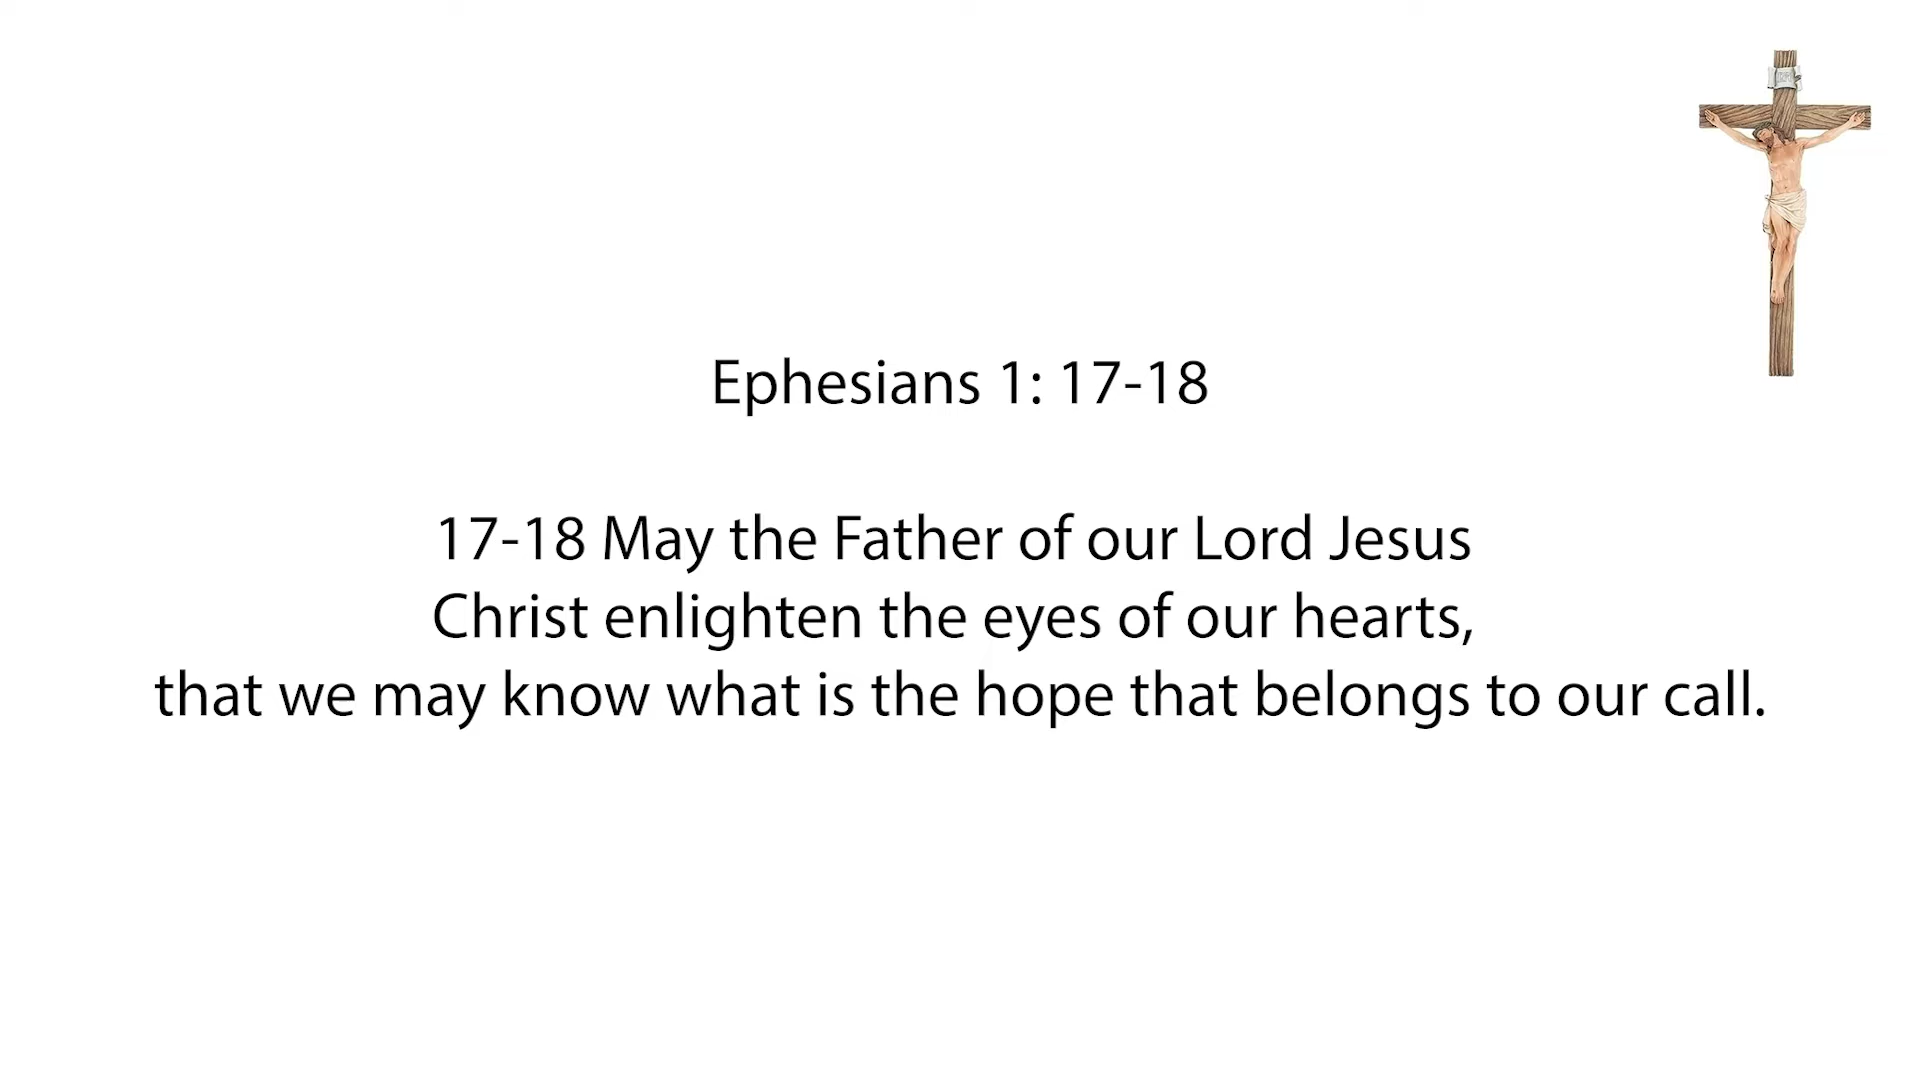 Ephesians 1: 17-18
17-18 May the Father of our Lord Jesus
Christ enlighten the eyes of our hearts,
that we may know what is the hope that belongs to our call.